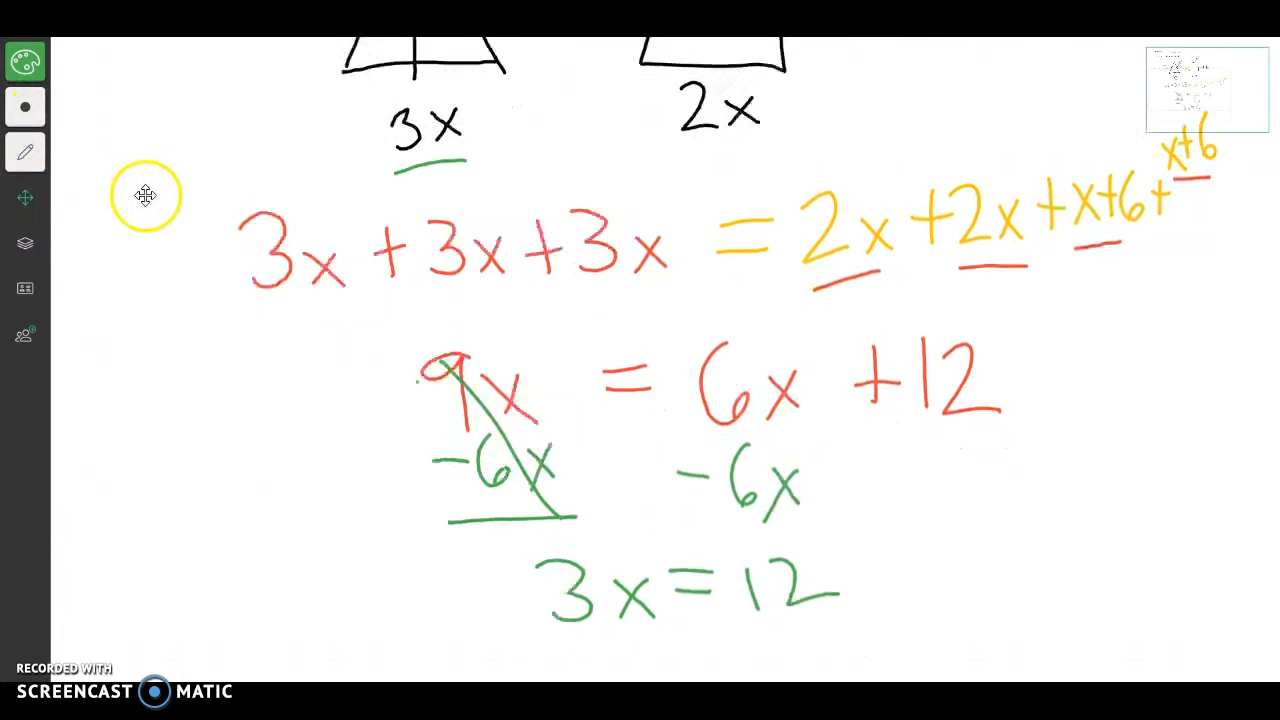 3x 2x
3x + 3x + 3x = 2x + 2x + x+6 + x+6
9x = 6x + 12
-6x -6x
3x = 12
RECORDED WITH
SCREENCAST MATIC